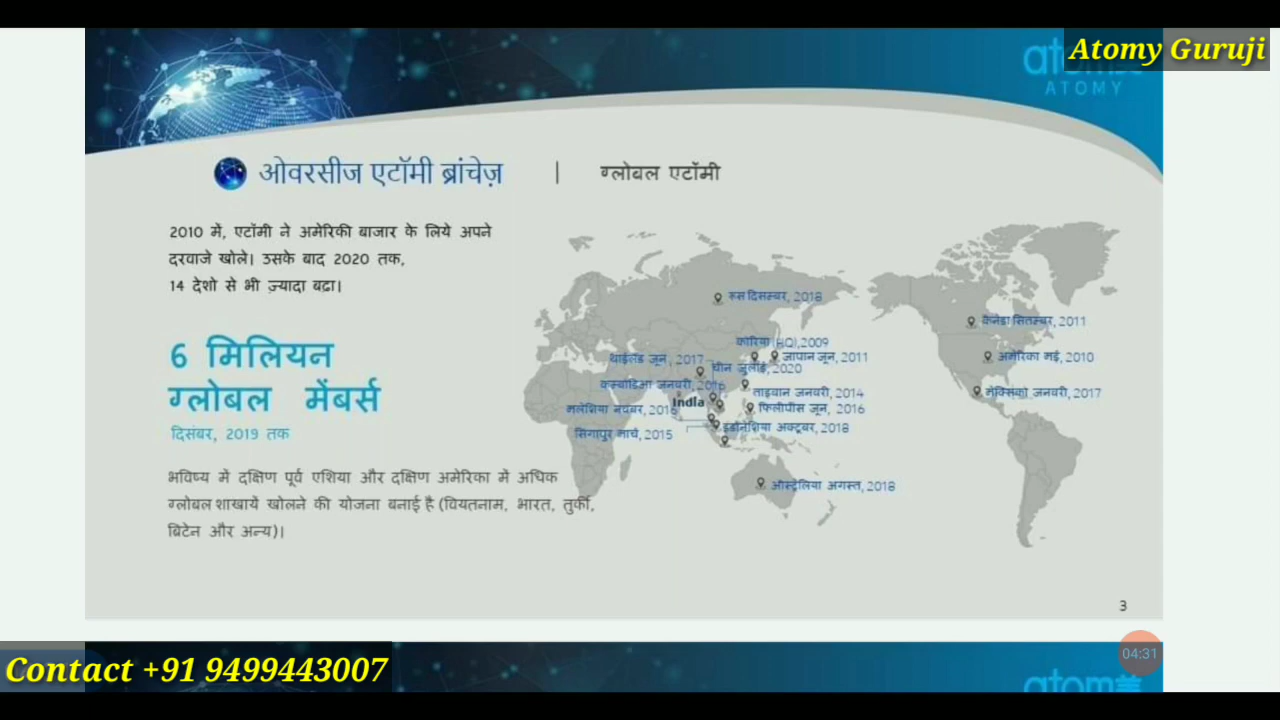 Atomy Guruji
ATOMY
ओवरसीज एटॉमी ब्रांचेज़ | ग्लोबल एटॉमी
2010 में, एटॉमी ने अमेरिकी बाजार के लिये अपने
दरवाजे खोले। उसके बाद 2020 तक,
14 देशो से भी ज़्यादा बढ़ा।
6 मिलियन
ग्लोबल मेंबर्स
दिसंबर, 2019 तक
भविष्य में दक्षिण पूर्व एशिया और दक्षिण अमेरिका में अधिक
ग्लोबल शाखायें खोलने की योजना बनाई है (वियतनाम, भारत, तुर्की,
ब्रिटेन और अन्य)।
रूस दिसम्बर, 2018
कैनेडा सितम्बर, 2011
कोरिया (HQ),2009
थाईलैंड जून, 2017
जापान जून, 2011
अमेरिका मई, 2010
चीन जुलाई, 2020
कम्बोडिआ जनवरी, 2016
ताइवान जनवरी, 2014
मेक्सिको जनवरी, 2017
India
मलेशिया नवंबर, 2016
फिलीपींस जून, 2016
सिंगापुर मार्च, 2015
इंडोनेशिया अक्टूबर, 2018
ऑस्ट्रेलिया अगस्त, 2018
3
Contact +91 9499443007
04:31